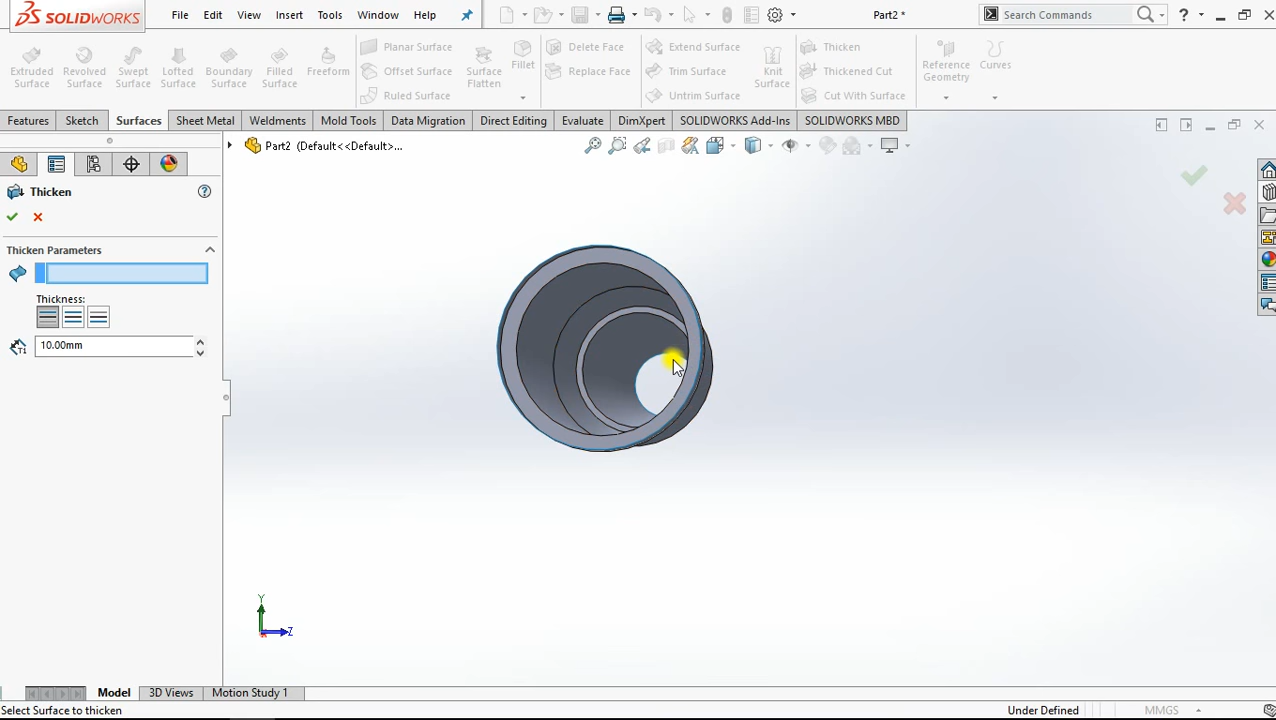 SOLIDWORKS File Edit View Insert Tools Window Help Part2 * Search Commands ?
Extruded Surface Revolved Surface Swept Surface Lofted Surface Boundary Surface Filled Surface Freeform
Planar Surface
Offset Surface
Ruled Surface
Surface Flatten
Fillet
Delete Face
Replace Face
Extend Surface
Trim Surface
Untrim Surface
Knit Surface
Thicken
Thickened Cut
Cut With Surface
Reference Geometry
Curves
Features Sketch Surfaces Sheet Metal Weldments Mold Tools Data Migration Direct Editing Evaluate DimXpert SOLIDWORKS Add-Ins SOLIDWORKS MBD
Part2 (Default<<Default>...
Thicken ?
Thicken Parameters
Thickness:
T1 10.00mm
Y
Z
Model 3D Views Motion Study 1
Select Surface to thicken Under Defined MMGS